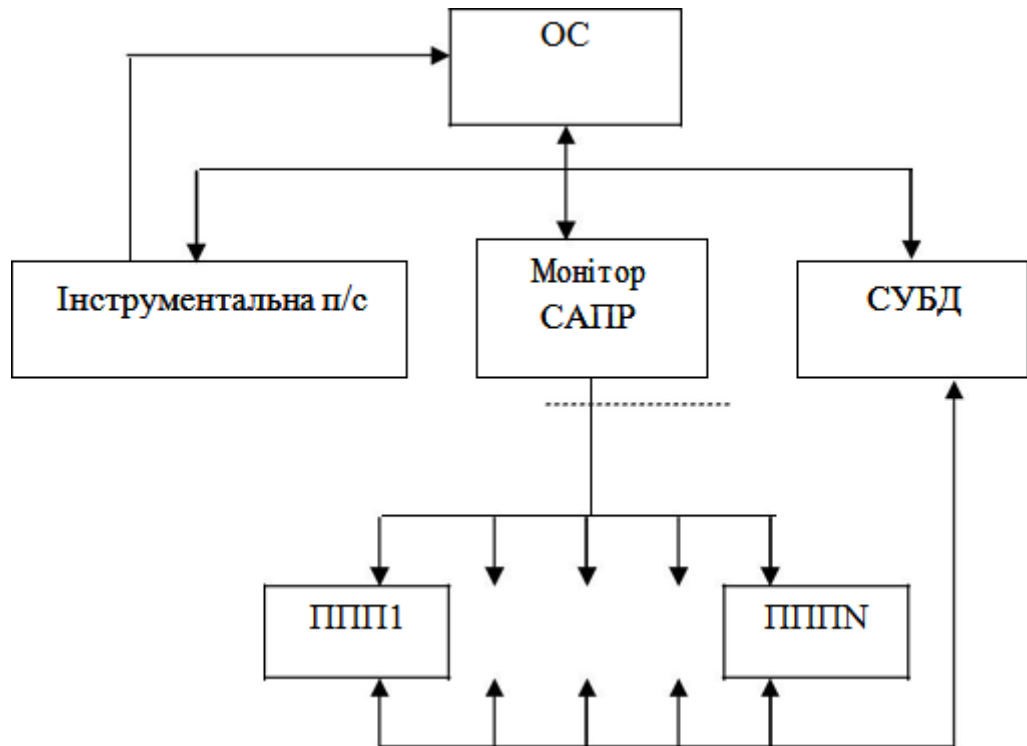 ОС
Інструментальна п/с
Монітор
САПР
СУБД
ППП1
ПППN